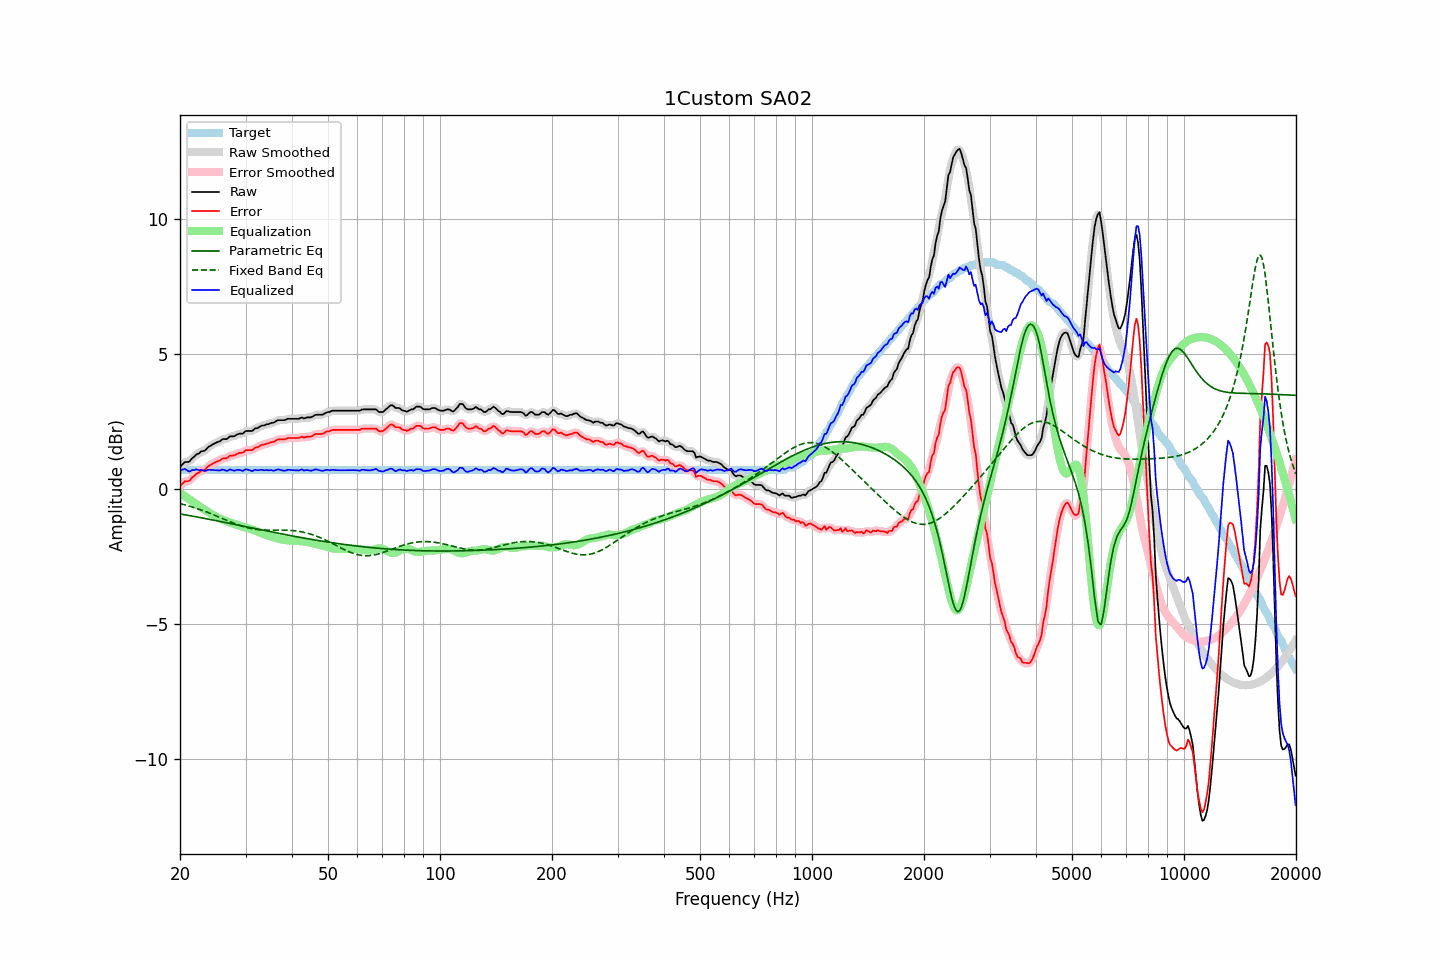 1Custom SA02
Target
Raw Smoothed
Error Smoothed
Raw
Error
Equalization
Parametric Eq
Fixed Band Eq
Equalized
Amplitude (dBr)
10
5
0
−5
−10
20 50 100 200 500 1000 2000 5000 10000 20000
Frequency (Hz)